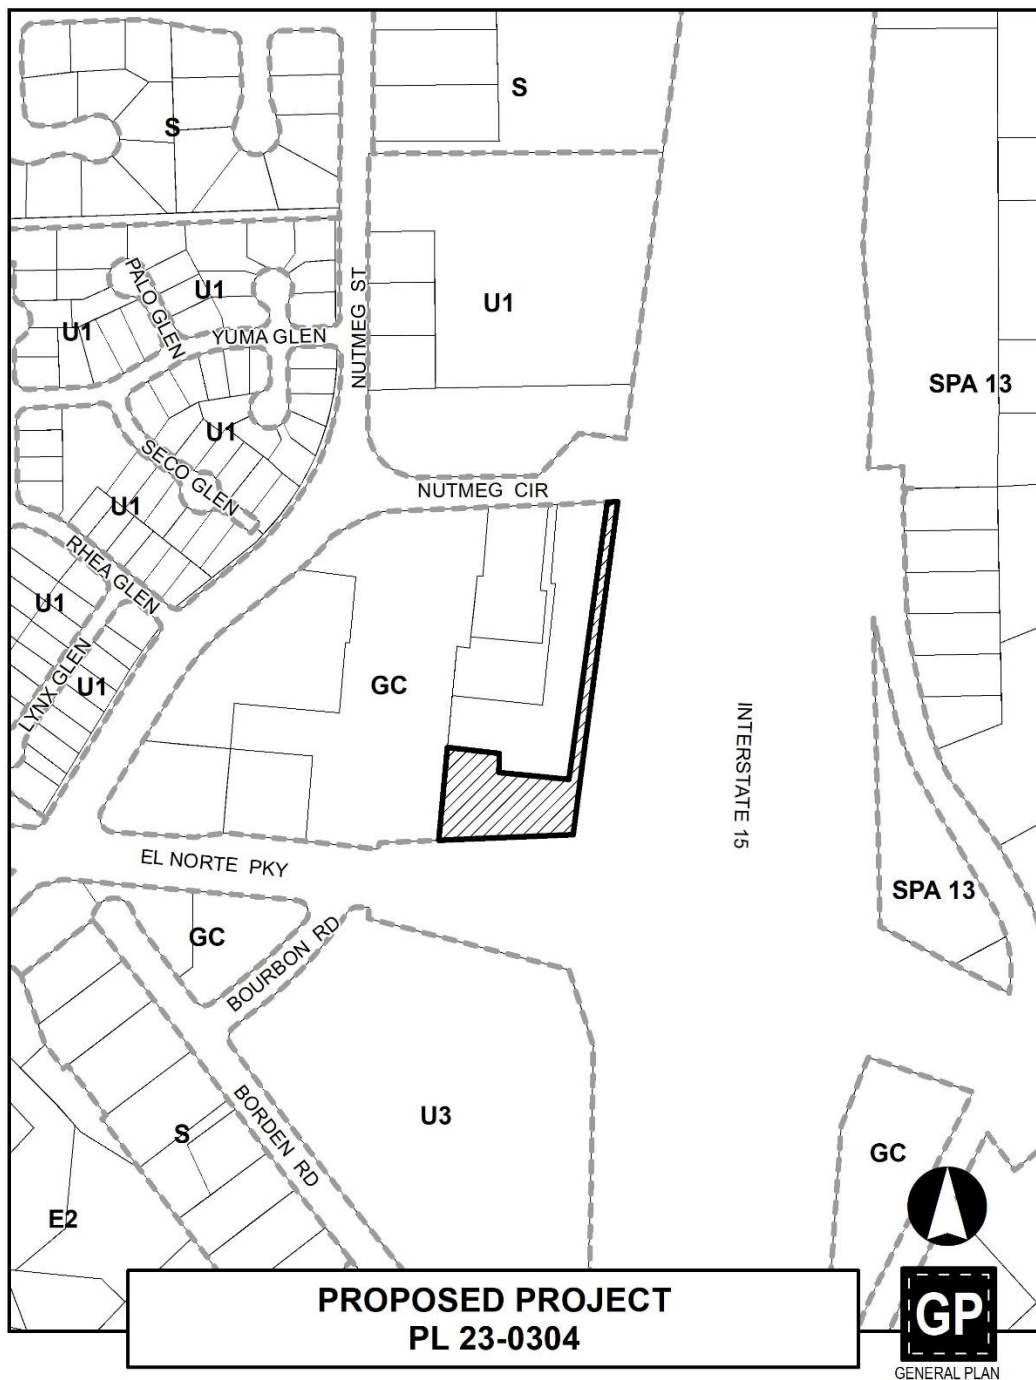 S
S
U1
PALO GLEN
U1
YUMA GLEN
NUTMEG ST
U1
SPA 13
U1
SECO GLEN
NUTMEG CIR
U1
RHEA GLEN
U1
LYNX GLEN
U1
GC
INTERSTATE 15
EL NORTE PKY
SPA 13
GC
BOURBON RD
BORDEN RD
U3
S
GC
E2
PROPOSED PROJECT
PL 23-0304
GP
GENERAL PLAN